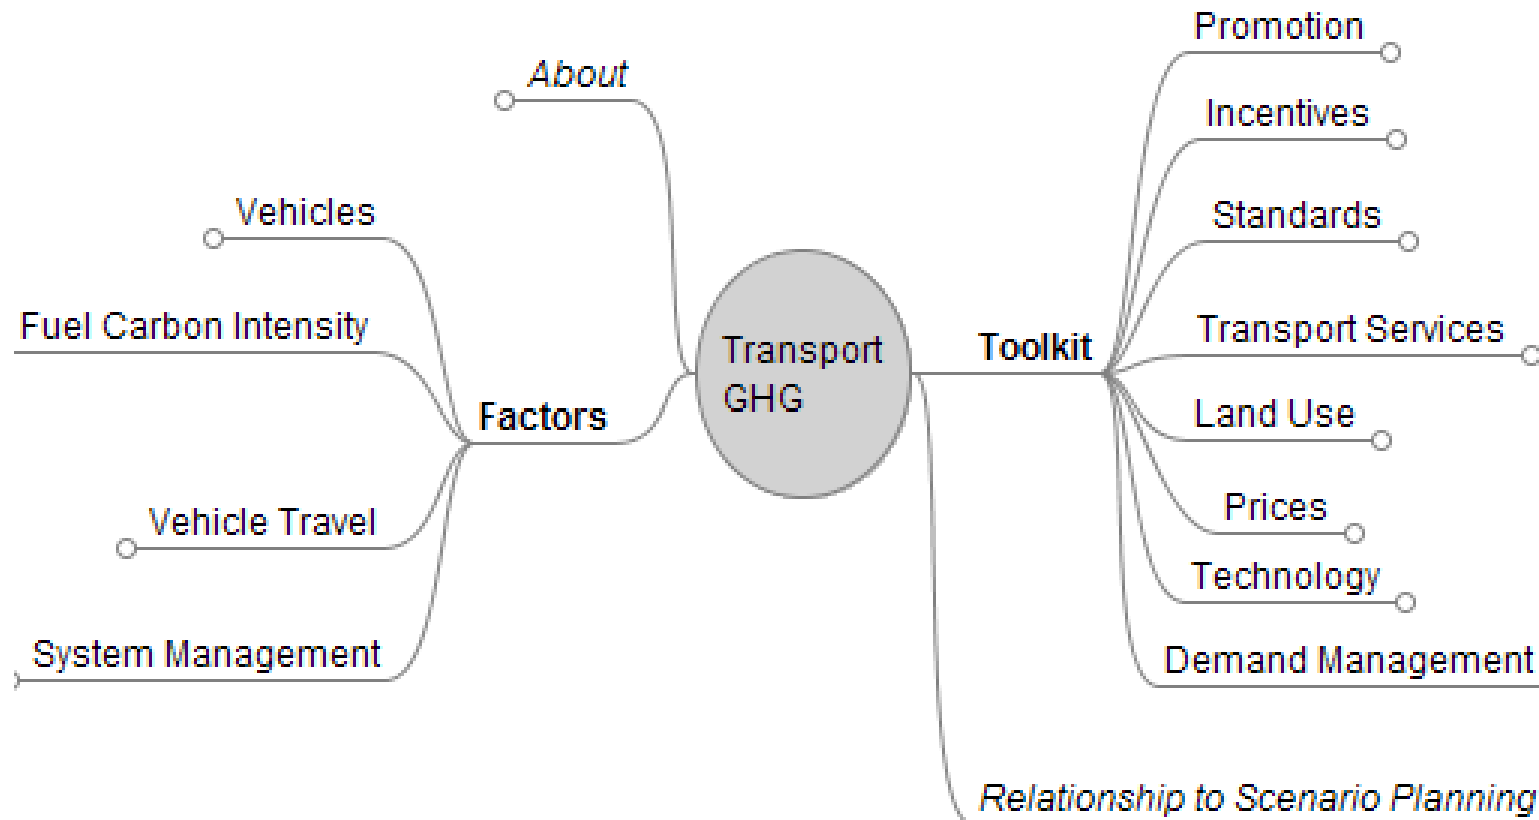 About
Vehicles
Fuel Carbon Intensity
Factors
Vehicle Travel
System Management
Transport
GHG
Toolkit
Promotion
Incentives
Standards
Transport Services
Land Use
Prices
Technology
Demand Management
Relationship to Scenario Planning